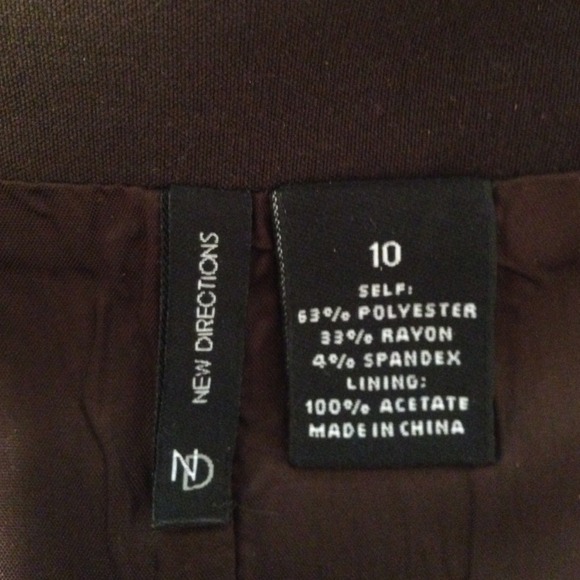 NEW DIRECTIONS
ND
10
SELF:
63% POLYESTER
33% RAYON
4% SPANDEX
LINING:
100% ACETATE
MADE IN CHINA